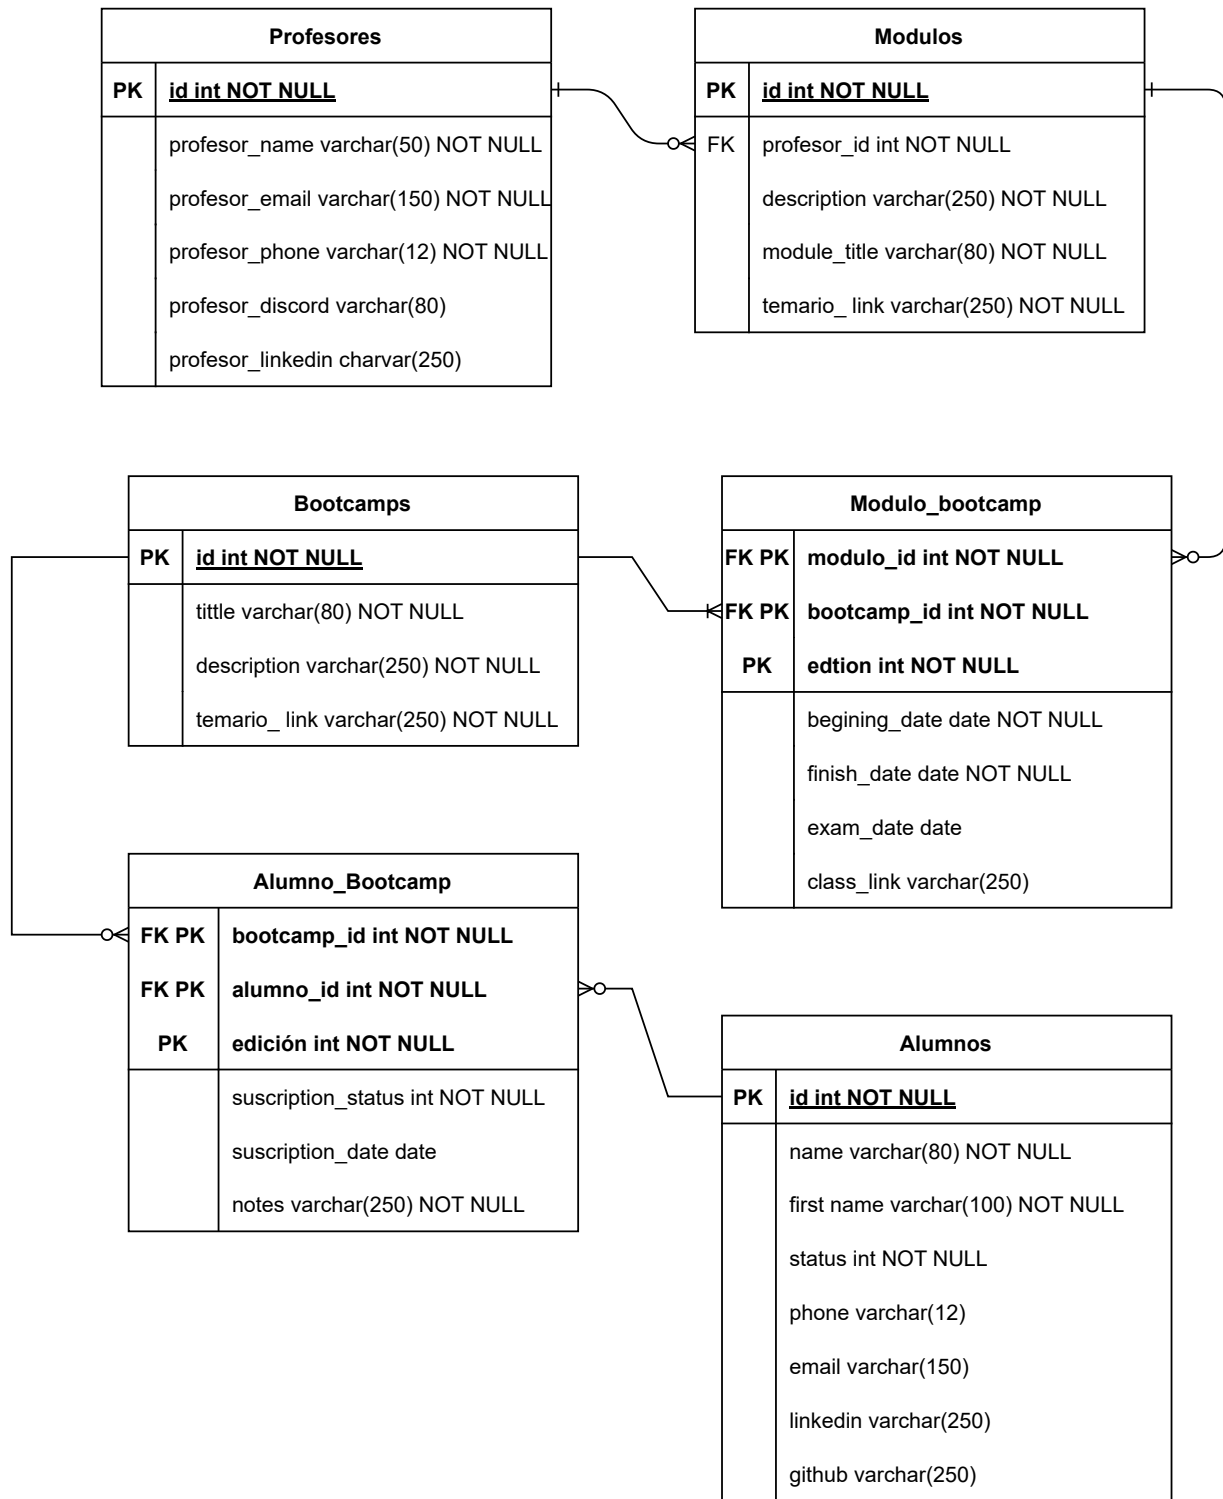 Profesores
PK id int NOT NULL
profesor_name varchar(50) NOT NULL
profesor_email varchar(150) NOT NULL
profesor_phone varchar(12) NOT NULL
profesor_discord varchar(80)
profesor_linkedin charvar(250)
Modulos
PK id int NOT NULL
FK profesor_id int NOT NULL
description varchar(250) NOT NULL
module_title varchar(80) NOT NULL
temario_ link varchar(250) NOT NULL
Bootcamps
PK id int NOT NULL
tittle varchar(80) NOT NULL
description varchar(250) NOT NULL
temario_ link varchar(250) NOT NULL
Modulo_bootcamp
FK PK modulo_id int NOT NULL
FK PK bootcamp_id int NOT NULL
PK edtion int NOT NULL
begining_date date NOT NULL
finish_date date NOT NULL
exam_date date
class_link varchar(250)
Alumno_Bootcamp
FK PK bootcamp_id int NOT NULL
FK PK alumno_id int NOT NULL
PK edición int NOT NULL
suscription_status int NOT NULL
suscription_date date
notes varchar(250) NOT NULL
Alumnos
PK id int NOT NULL
name varchar(80) NOT NULL
first name varchar(100) NOT NULL
status int NOT NULL
phone varchar(12)
email varchar(150)
linkedin varchar(250)
github varchar(250)